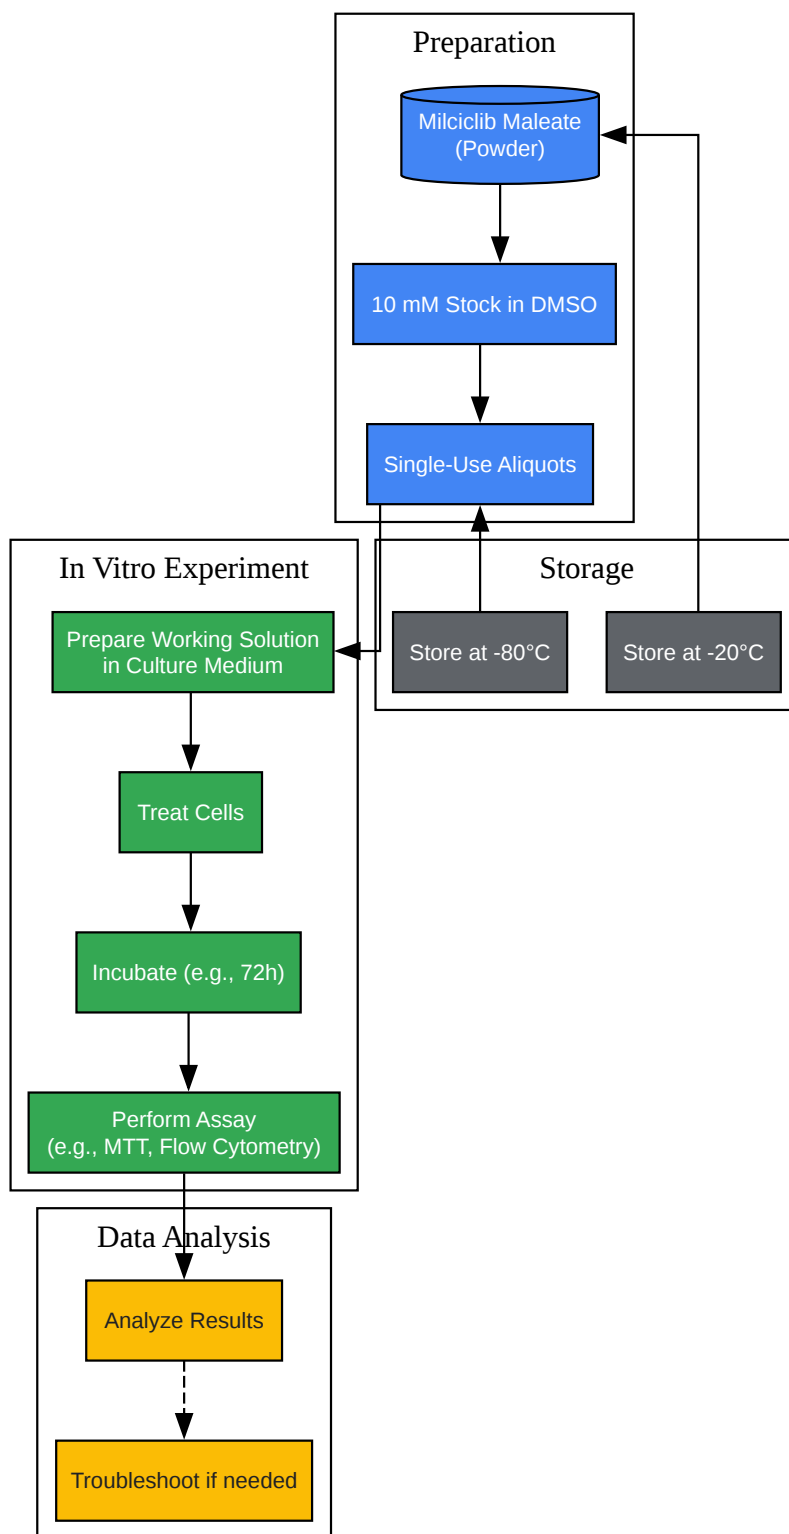 Preparation
Milciclib Maleate
(Powder)
10 mM Stock in DMSO
Single-Use Aliquots
In Vitro Experiment
Prepare Working Solution
in Culture Medium
Treat Cells
Incubate (e.g., 72h)
Perform Assay
(e.g., MTT, Flow Cytometry)
Storage
Store at -80°C
Store at -20°C
Data Analysis
Analyze Results
Troubleshoot if needed